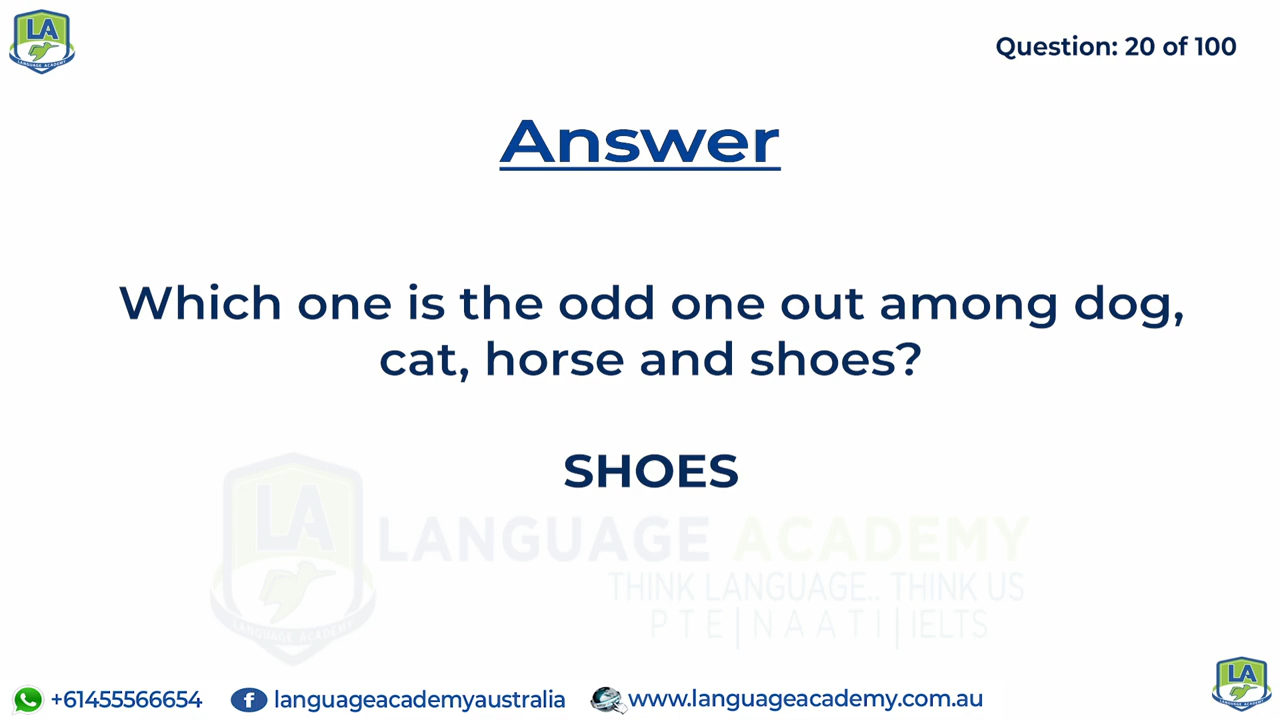 LA
LANGUAGE ACADEMY
Question: 20 of 100
Answer
Which one is the odd one out among dog,
cat, horse and shoes?
SHOES
LA
LANGUAGE ACADEMY
LANGUAGE ACADEMY
THINK LANGUAGE.. THINK US
PTE|NAATI|IELTS
+61455566654
languageacademyaustralia
www.languageacademy.com.au
LA
LANGUAGE ACADEMY